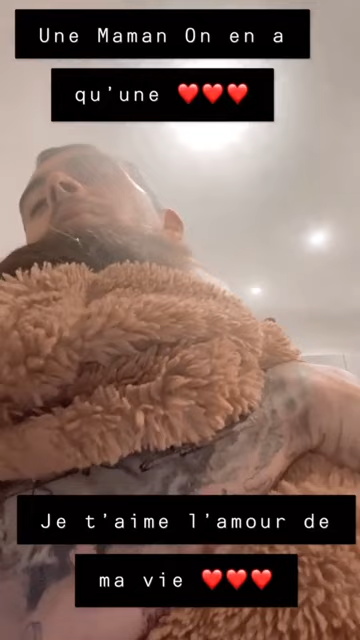 Une Maman On en a
qu'une ❤️❤️❤️
Je t'aime l'amour de
ma vie ❤️❤️❤️